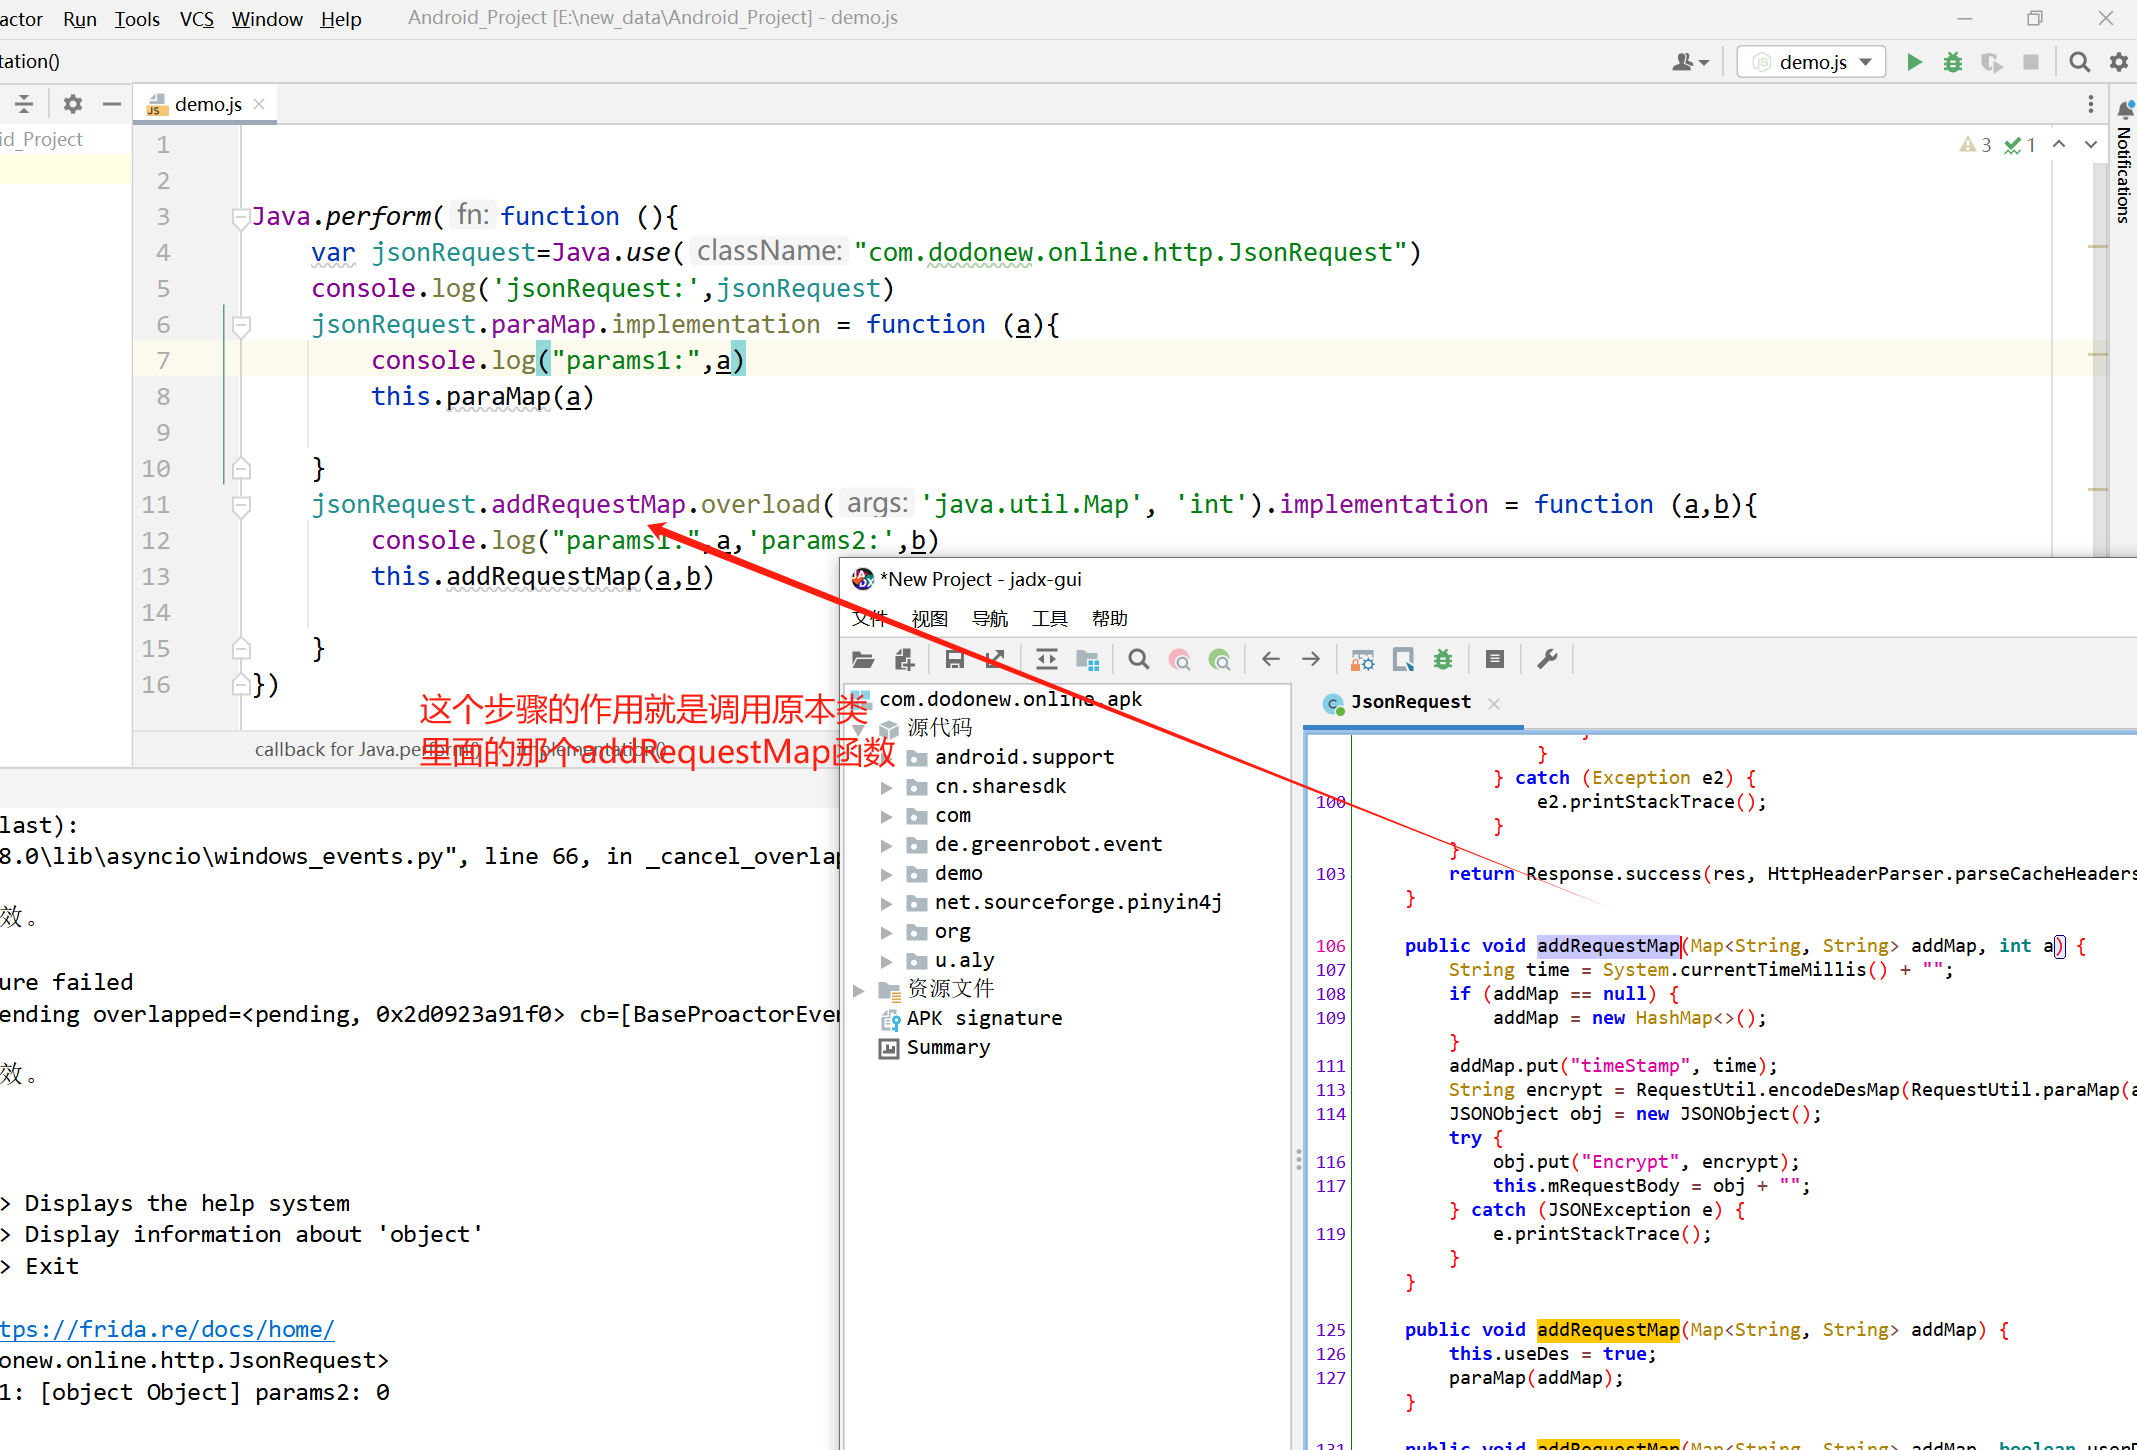 actor Run Tools VCS Window Help Android_Project [E:\new_data\Android_Project] - demo.js
tation()
demo.js
demo.js
id_Project
3 1
Notifications
1
2
3 Java.perform( fn: function (){
4 var jsonRequest=Java.use( className: "com.dodonew.online.http.JsonRequest")
5 console.log('jsonRequest:',jsonRequest)
6 jsonRequest.paraMap.implementation = function (a){
7 console.log("params1:",a)
8 this.paraMap(a)
9
10 }
11 jsonRequest.addRequestMap.overload( args: 'java.util.Map', 'int').implementation = function (a,b){
12 console.log("params1:",a,'params2:',b)
13 this.addRequestMap(a,b)
14
15 }
16 })
这个步骤的作用就是调用原本类
里面的那个addRequestMap函数
callback for Java.perform() implementation()
last):
8.0\lib\asyncio\windows_events.py", line 66, in _cancel_overlap
效。
ure failed
ending overlapped=<pending, 0x2d0923a91f0> cb=[BaseProactorEven
效。
> Displays the help system
> Display information about 'object'
> Exit
tps://frida.re/docs/home/
onew.online.http.JsonRequest>
1: [object Object] params2: 0
*New Project - jadx-gui
文件 视图 导航 工具 帮助
com.dodonew.online.apk
源代码
android.support
cn.sharesdk
com
de.greenrobot.event
demo
net.sourceforge.pinyin4j
org
u.aly
资源文件
APK signature
Summary
JsonRequest
}
} catch (Exception e2) {
100 e2.printStackTrace();
}
}
103 return Response.success(res, HttpHeaderParser.parseCacheHeaders
}
106 public void addRequestMap(Map<String, String> addMap, int a) {
107 String time = System.currentTimeMillis() + "";
108 if (addMap == null) {
109 addMap = new HashMap<>();
}
111 addMap.put("timeStamp", time);
113 String encrypt = RequestUtil.encodeDesMap(RequestUtil.paraMap(a
114 JSONObject obj = new JSONObject();
try {
116 obj.put("Encrypt", encrypt);
117 this.mRequestBody = obj + "";
} catch (JSONException e) {
119 e.printStackTrace();
}
}
125 public void addRequestMap(Map<String, String> addMap) {
126 this.useDes = true;
127 paraMap(addMap);
}
131 public void addRequestMap(Map<String, String> addMap, boolean